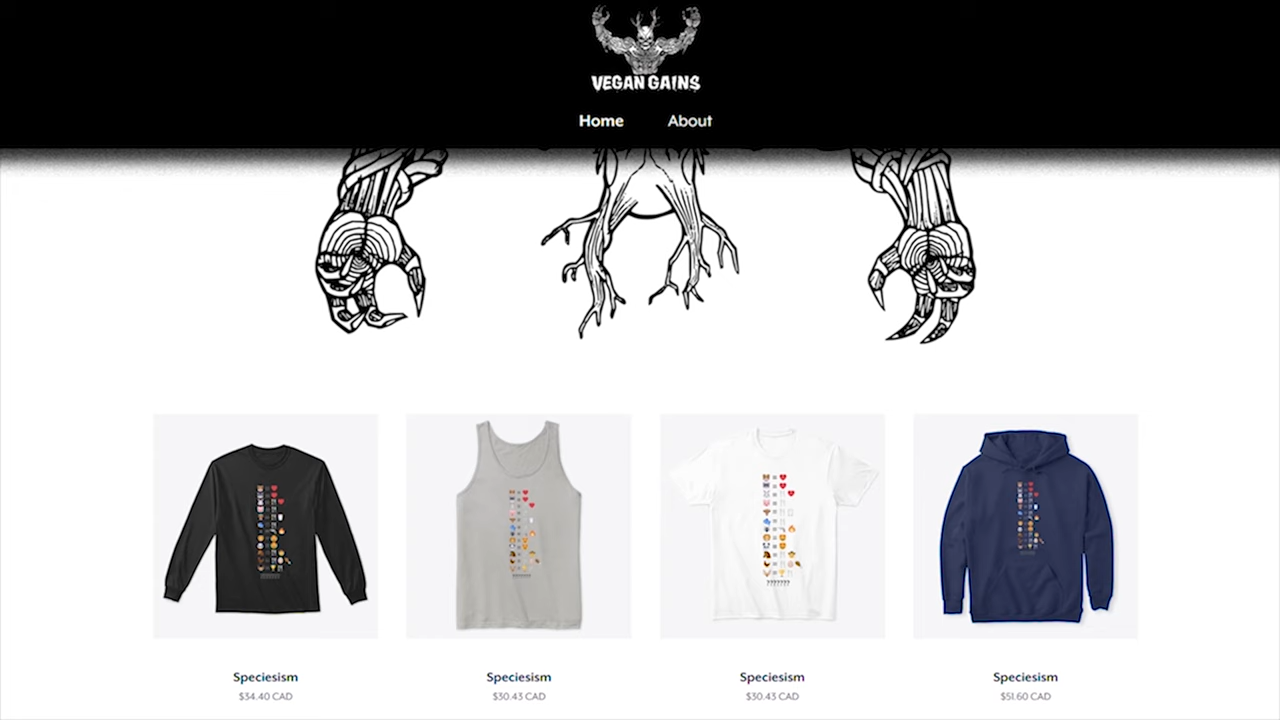 VEGAN GAINS
Home About
Speciesism Speciesism Speciesism Speciesism
$34.40 CAD $30.43 CAD $30.43 CAD $51.60 CAD